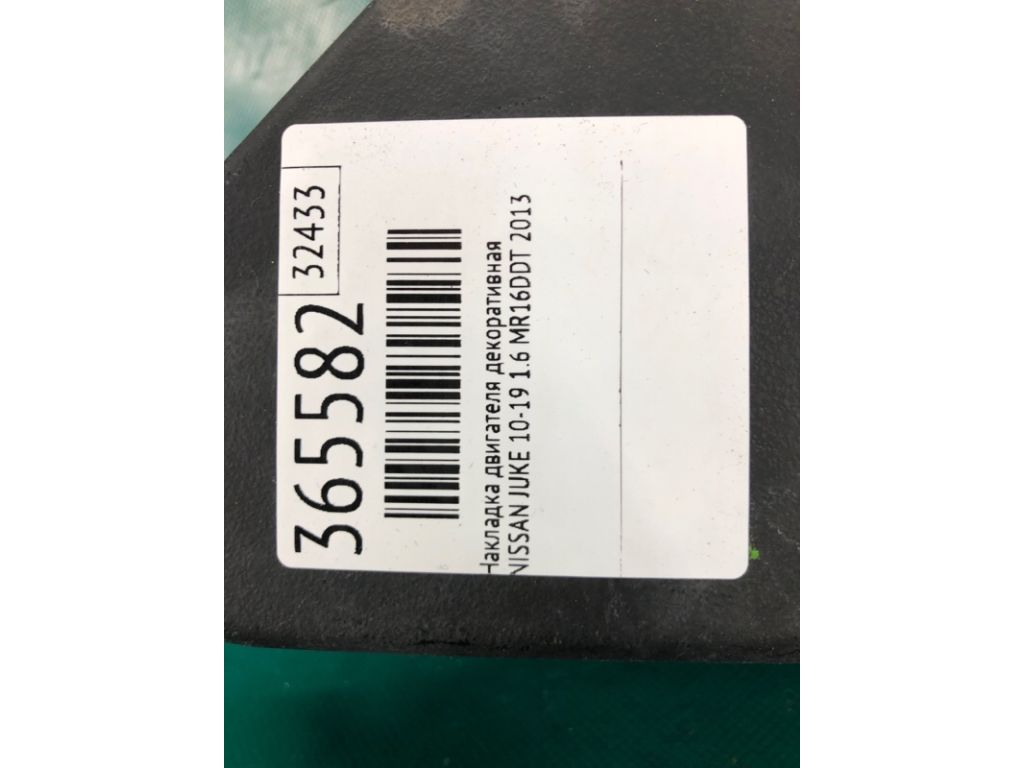 365582
32433
Накладка двигателя декоративная
NISSAN JUKE 10-19 1.6 MR16DDT 2013